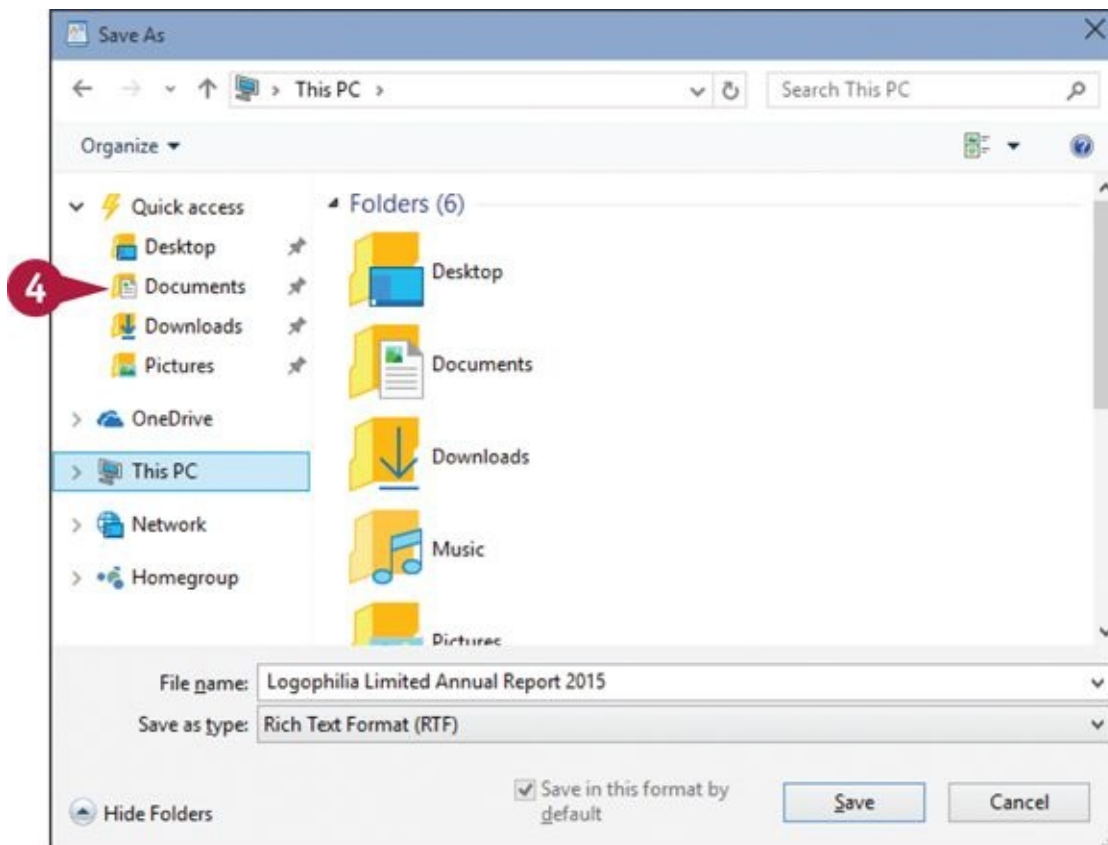 Save As
This PC
Search This PC
Organize
Quick access
Desktop
Documents
Downloads
Pictures
OneDrive
This PC
Network
Homegroup
4
Folders (6)
Desktop
Documents
Downloads
Music
Pictures
File name: Logophilia Limited Annual Report 2015
Save as type: Rich Text Format (RTF)
Hide Folders
Save in this format by
default
Save
Cancel